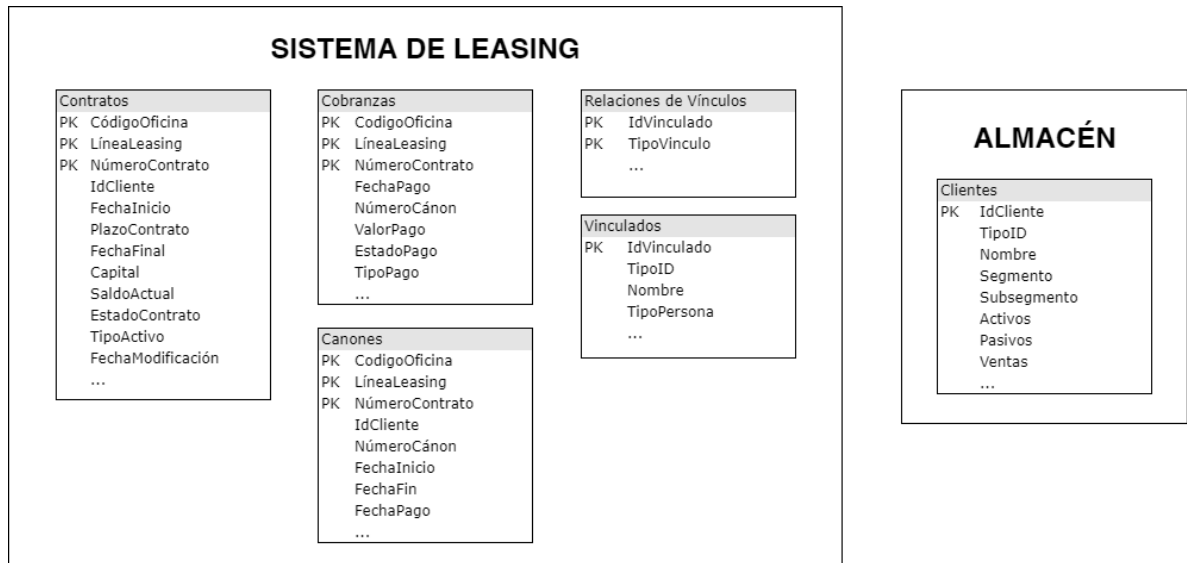 SISTEMA DE LEASING
Contratos
PK CódigoOficina
PK LíneaLeasing
PK NúmeroContrato
IdCliente
FechaInicio
PlazoContrato
FechaFinal
Capital
SaldoActual
EstadoContrato
TipoActivo
FechaModificación
...
Cobranzas
PK CodigoOficina
PK LíneaLeasing
PK NúmeroContrato
FechaPago
NúmeroCánon
ValorPago
EstadoPago
TipoPago
...
Canones
PK CodigoOficina
PK LíneaLeasing
PK NúmeroContrato
IdCliente
NúmeroCánon
FechaInicio
FechaFin
FechaPago
...
Relaciones de Vínculos
PK IdVinculado
PK TipoVinculo
...
Vinculados
PK IdVinculado
TipoID
Nombre
TipoPersona
...
ALMACÉN
Clientes
PK IdCliente
TipoID
Nombre
Segmento
Subsegmento
Activos
Pasivos
Ventas
...